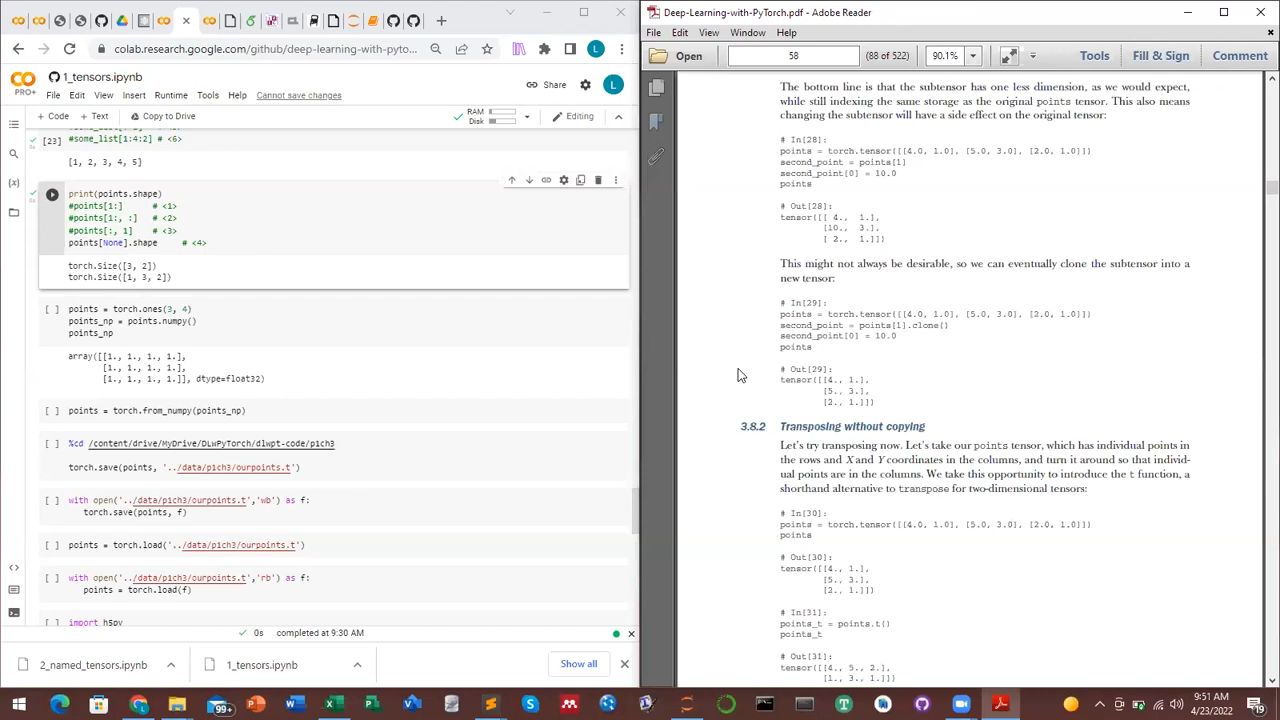 colab.research.google.com/github/deep-learning-with-pyto...
L
1_tensors.ipynb
PRO+
Share
L
File Edit View Insert Runtime Tools Help Cannot save changes
+ Code + Text Copy to Drive
RAM
Disk
Editing
[23]
#some_list[1:4:2] # <6>
[1, 2, 3, 4, 5]
print(points.shape)
#points[1:] # <1>
#points[1:, :] # <2>
#points[:, 1] # <3>
points[None].shape # <4>
torch.Size([3, 2])
torch.Size([1, 3, 2])
[ ] points = torch.ones(3, 4)
points_np = points.numpy()
points_np
array([[1., 1., 1., 1.],
[1., 1., 1., 1.],
[1., 1., 1., 1.]], dtype=float32)
[ ] points = torch.from_numpy(points_np)
[ ] %cd /content/drive/MyDrive/DLwPyTorch/dlwpt-code/p1ch3
torch.save(points, '../data/p1ch3/ourpoints.t')
[ ] with open('../data/p1ch3/ourpoints.t','wb') as f:
torch.save(points, f)
[ ] points = torch.load('../data/p1ch3/ourpoints.t')
[ ] with open('../data/p1ch3/ourpoints.t','rb') as f:
points = torch.load(f)
[ ] import h5py
0s completed at 9:30 AM
2_named_tensors.ipynb
1_tensors.ipynb
Show all
Deep-Learning-with-PyTorch.pdf - Adobe Reader
File Edit View Window Help
Open
58
(88 of 522)
90.1%
Tools
Fill & Sign
Comment
The bottom line is that the subtensor has one less dimension, as we would expect,
while still indexing the same storage as the original points tensor. This also means
changing the subtensor will have a side effect on the original tensor:
# In[28]:
points = torch.tensor([[4.0, 1.0], [5.0, 3.0], [2.0, 1.0]])
second_point = points[1]
second_point[0] = 10.0
points
# Out[28]:
tensor([[ 4., 1.],
[10., 3.],
[ 2., 1.]])
This might not always be desirable, so we can eventually clone the subtensor into a
new tensor:
# In[29]:
points = torch.tensor([[4.0, 1.0], [5.0, 3.0], [2.0, 1.0]])
second_point = points[1].clone()
second_point[0] = 10.0
points
# Out[29]:
tensor([[4., 1.],
[5., 3.],
[2., 1.]])
3.8.2 Transposing without copying
Let's try transposing now. Let's take our points tensor, which has individual points in
the rows and X and Y coordinates in the columns, and turn it around so that individ-
ual points are in the columns. We take this opportunity to introduce the t function, a
shorthand alternative to transpose for two-dimensional tensors:
# In[30]:
points = torch.tensor([[4.0, 1.0], [5.0, 3.0], [2.0, 1.0]])
points
# Out[30]:
tensor([[4., 1.],
[5., 3.],
[2., 1.]])
# In[31]:
points_t = points.t()
points_t
# Out[31]:
tensor([[4., 5., 2.],
[1., 3., 1.]])
99+
9:51 AM
4/23/2022
19